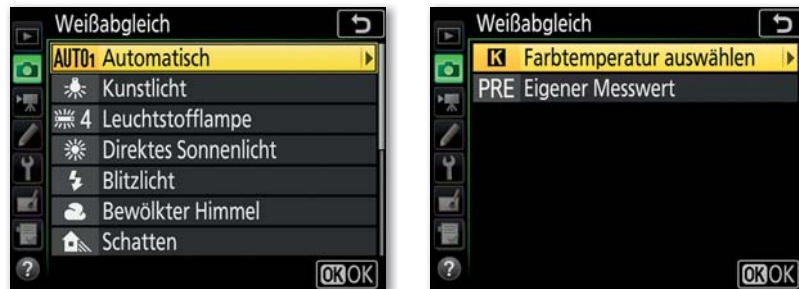 Weißabgleich
AUTO1 Automatisch
Kunstlicht
4 Leuchtstofflampe
Direktes Sonnenlicht
Blitzlicht
Bewölkter Himmel
Schatten
? OK OK
Weißabgleich
K Farbtemperatur auswählen
PRE Eigener Messwert
? OK OK